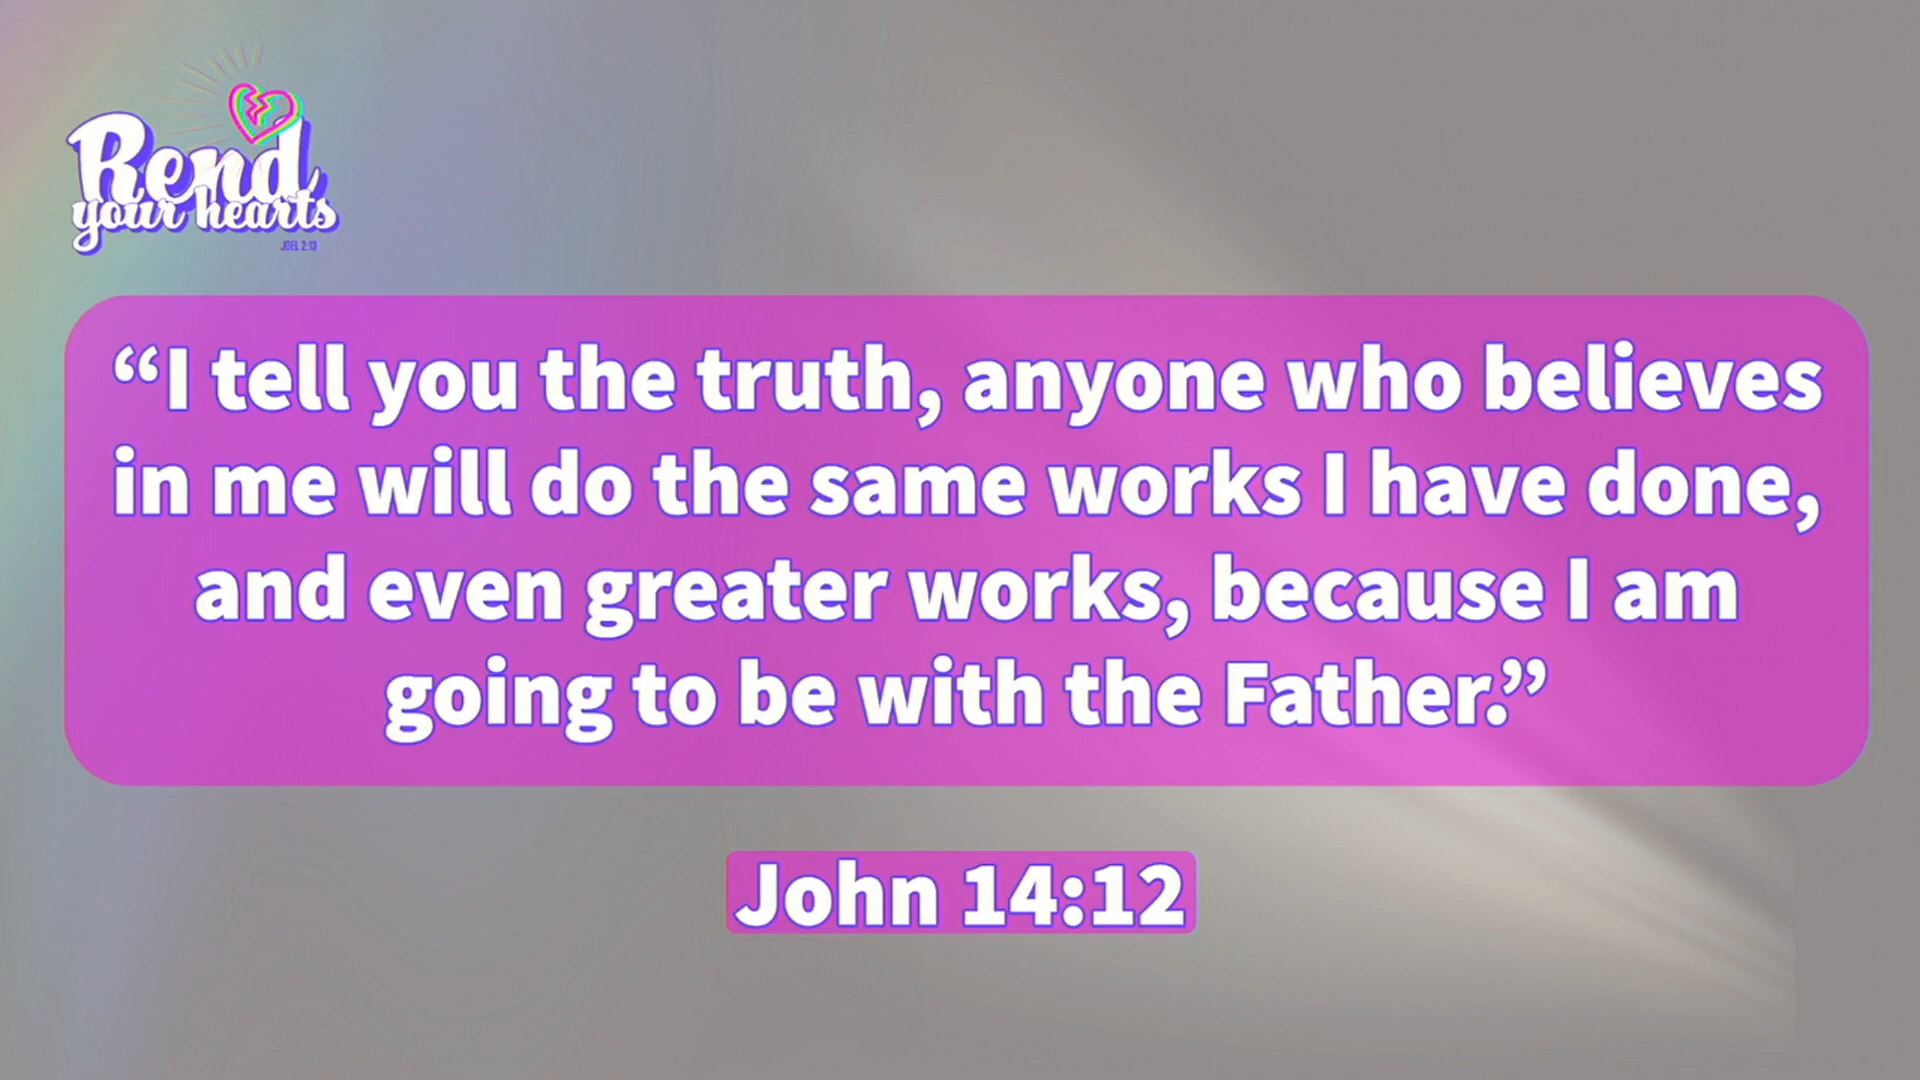 Rend
your hearts
JOEL 2:13
“I tell you the truth, anyone who believes
in me will do the same works I have done,
and even greater works, because I am
going to be with the Father.”
John 14:12